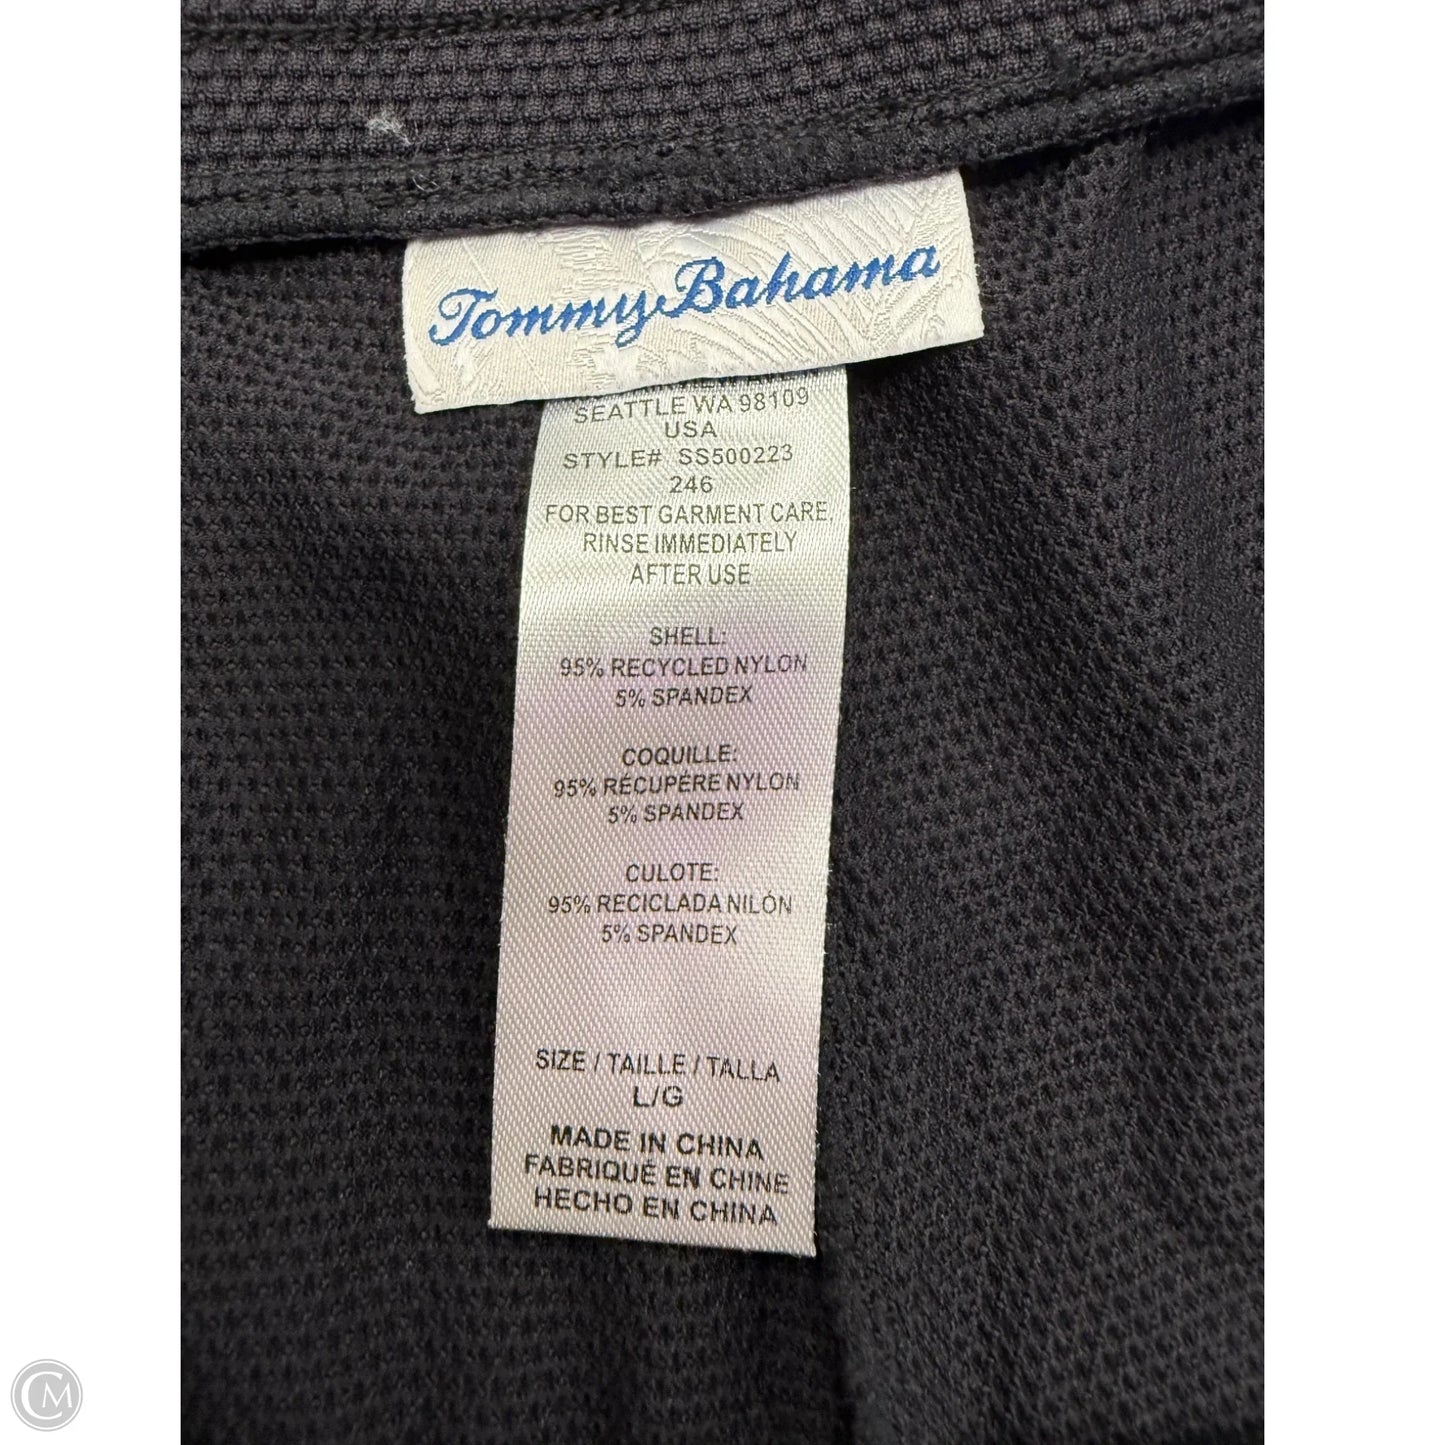 Tommy Bahama
SEATTLE WA 98109
USA
STYLE# SS500223
246
FOR BEST GARMENT CARE,
RINSE IMMEDIATELY
AFTER USE
SHELL:
95% RECYCLED NYLON
5% SPANDEX
COQUILLE:
95% RÉCUPÉRE NYLON
5% SPANDEX
CULOTE:
95% RECICLADA NILÓN
5% SPANDEX
SIZE / TAILLE / TALLA
L/G
MADE IN CHINA
FABRIQUÉ EN CHINE
HECHO EN CHINA
CM